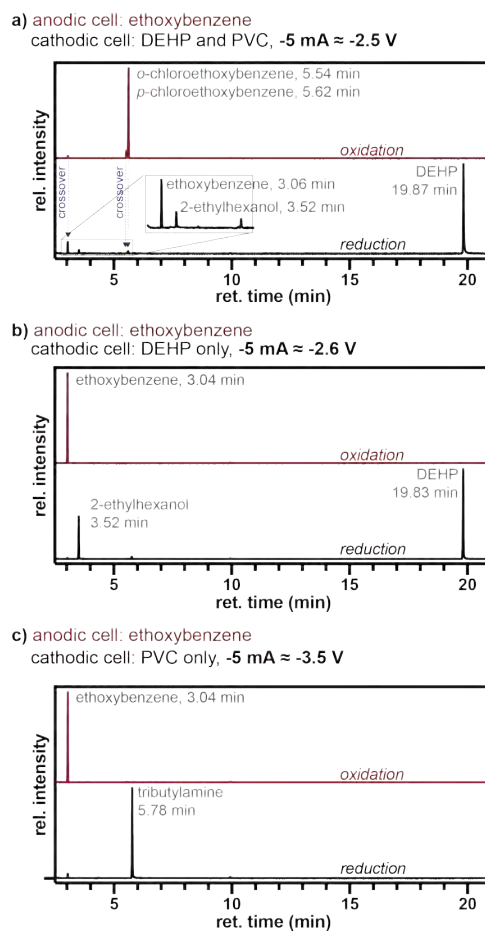 a) anodic cell: ethoxybenzene
cathodic cell: DEHP and PVC, -5 mA ≈ -2.5 V
o-chloroethoxybenzene, 5.54 min
p-chloroethoxybenzene, 5.62 min
rel. intensity
oxidation
crossover
crossover
ethoxybenzene, 3.06 min
2-ethylhexanol, 3.52 min
DEHP
19.87 min
reduction
5 10 15 20
ret. time (min)
b) anodic cell: ethoxybenzene
cathodic cell: DEHP only, -5 mA ≈ -2.6 V
ethoxybenzene, 3.04 min
rel. intensity
oxidation
2-ethylhexanol
3.52 min
DEHP
19.83 min
reduction
5 10 15 20
ret. time (min)
c) anodic cell: ethoxybenzene
cathodic cell: PVC only, -5 mA ≈ -3.5 V
ethoxybenzene, 3.04 min
rel. intensity
oxidation
tributylamine
5.78 min
reduction
5 10 15 20
ret. time (min)